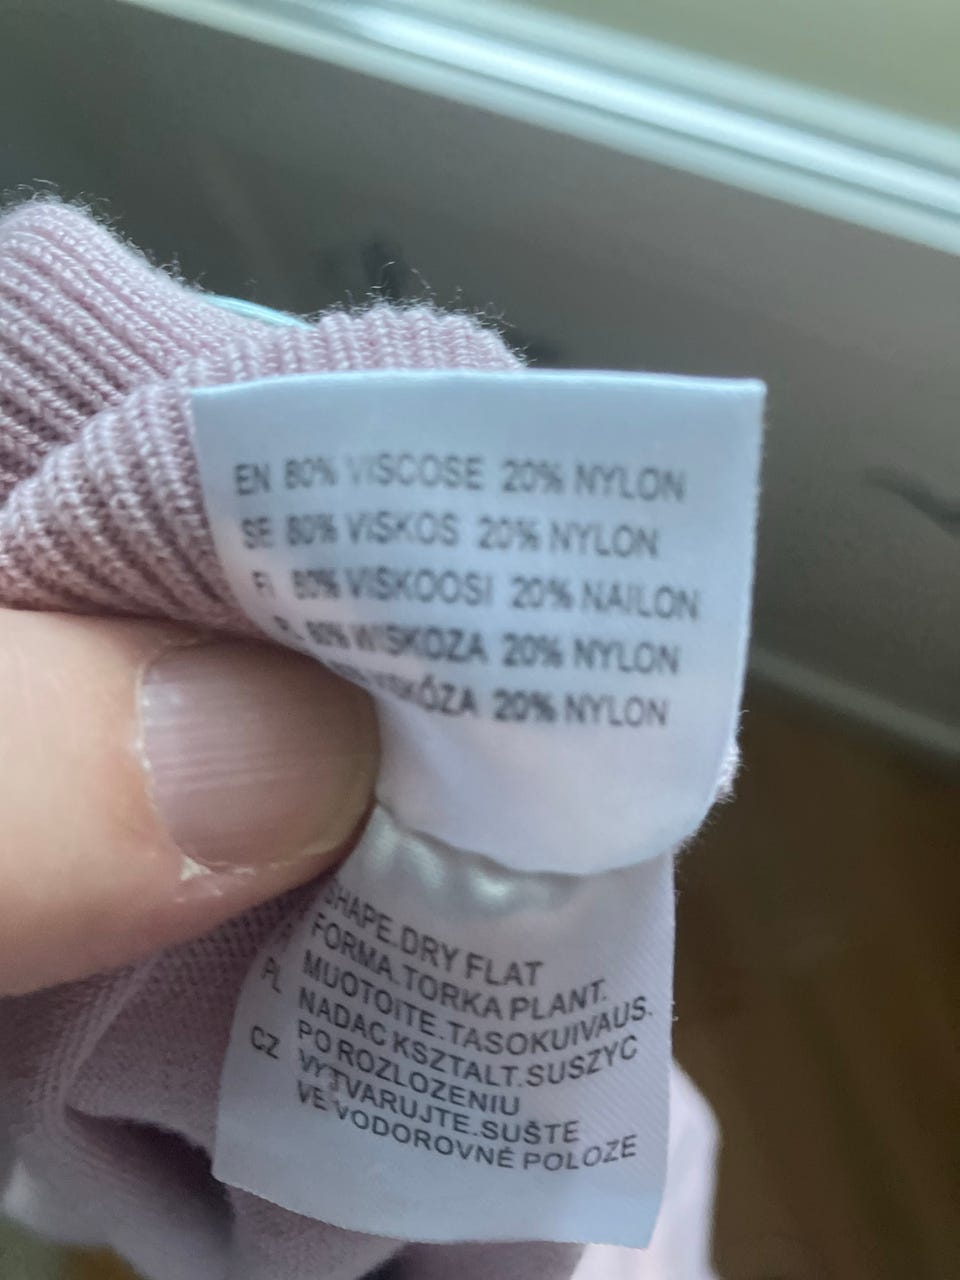 EN 80% VISCOSE 20% NYLON
SE 80% VISKOS 20% NYLON
FI 80% VISKOOSI 20% NAILON
80% WISKOZA 20% NYLON
20% NYLON
SHAPE.DRY FLAT
FORMA.TORKA PLANT.
MUOTOITE.TASOKUIVAUS.
PL NADAC KSZTALT.SUSZYC
PO ROZLOZENIU
CZ VYTVARUJTE.SUŠTE
VE VODOROVNÉ POLOZE